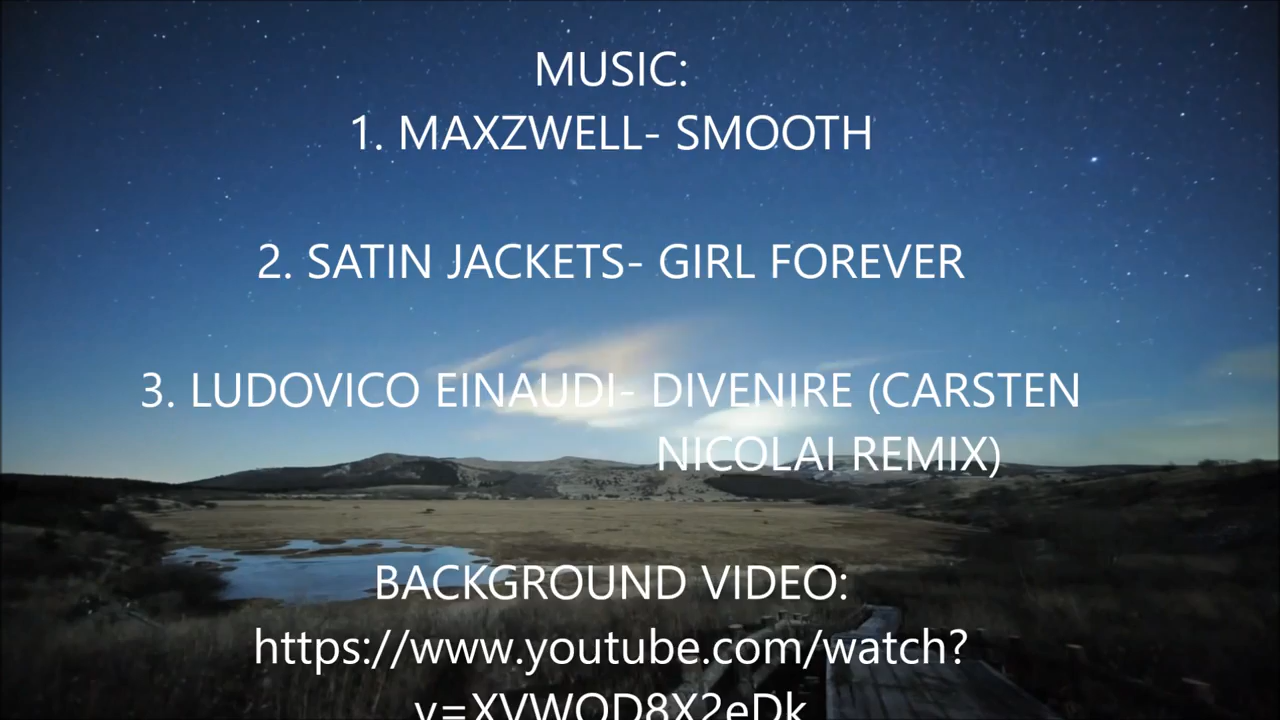 MUSIC:
1. MAXZWELL- SMOOTH
2. SATIN JACKETS- GIRL FOREVER
3. LUDOVICO EINAUDI- DIVENIRE (CARSTEN
NICOLAI REMIX)
BACKGROUND VIDEO:
https://www.youtube.com/watch?